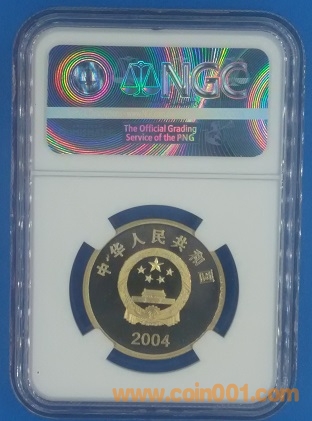 NGC
The Official Grading
Service of the PNG
中华人民共和国
2004
www.coin001.com